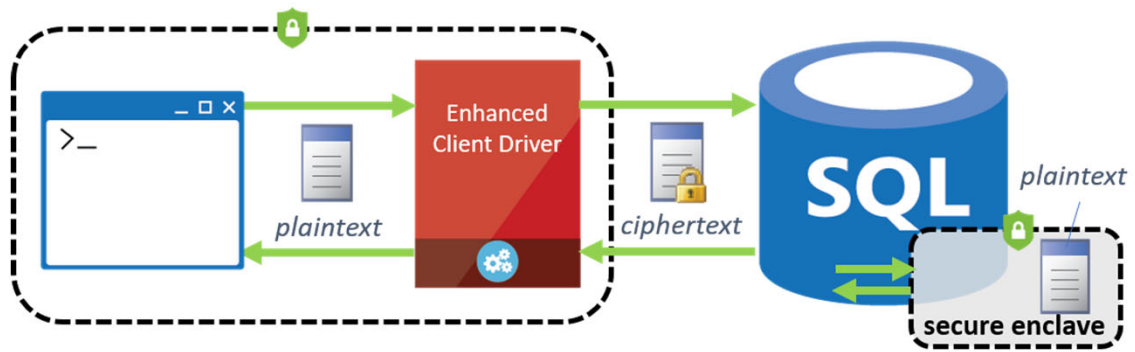 >_
Enhanced
Client Driver
plaintext
ciphertext
SQL
plaintext
secure enclave